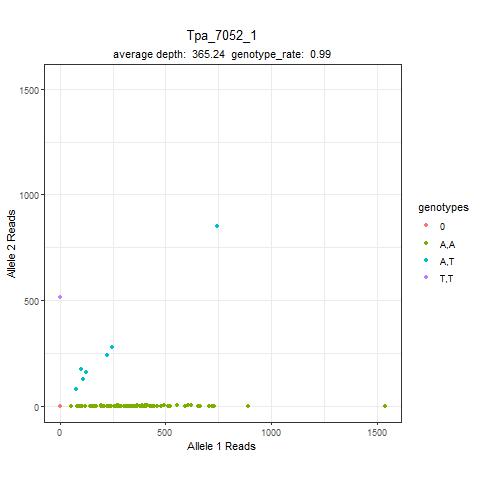 Tpa_7052_1
average depth:  365.24  genotype_rate:  0.99
1500
1000
500
0
Allele 2 Reads
0
500
1000
1500
Allele 1 Reads
genotypes
0
A,A
A,T
T,T